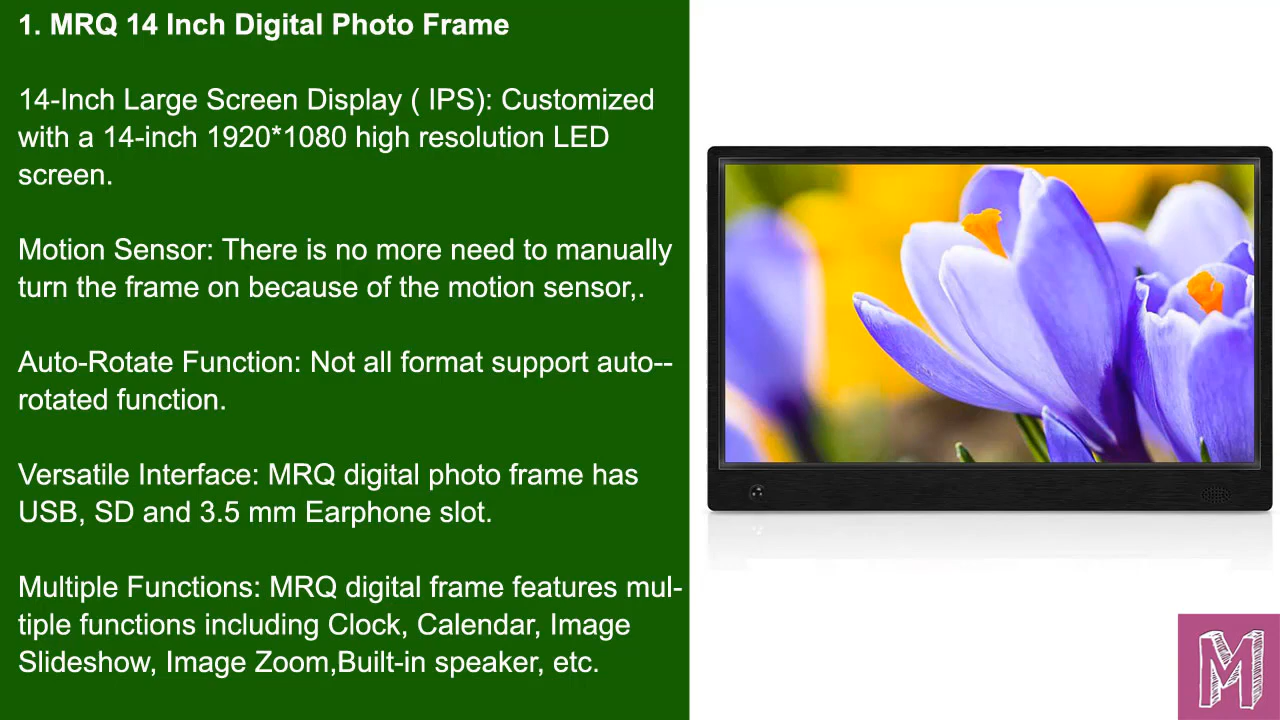 1. MRQ 14 Inch Digital Photo Frame
14-Inch Large Screen Display ( IPS): Customized
with a 14-inch 1920*1080 high resolution LED
screen.
Motion Sensor: There is no more need to manually
turn the frame on because of the motion sensor,.
Auto-Rotate Function: Not all format support auto--
rotated function.
Versatile Interface: MRQ digital photo frame has
USB, SD and 3.5 mm Earphone slot.
Multiple Functions: MRQ digital frame features mul-
tiple functions including Clock, Calendar, Image
Slideshow, Image Zoom,Built-in speaker, etc.
M